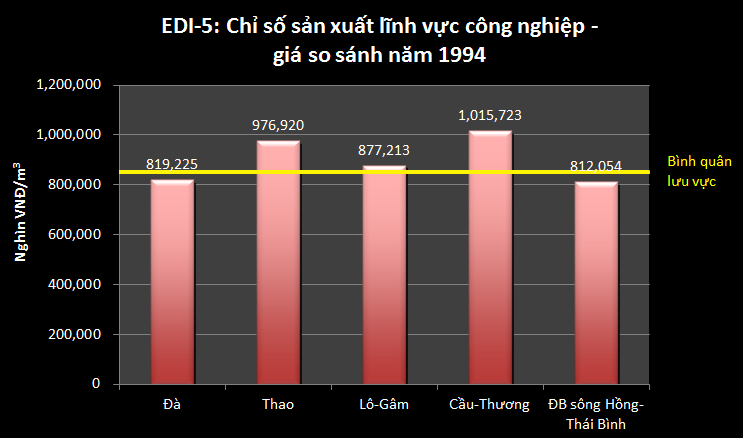 EDI-5: Chỉ số sản xuất lĩnh vực công nghiệp -
giá so sánh năm 1994
Nghìn VNĐ/m³
1,200,000
1,000,000
800,000
600,000
400,000
200,000
0
819,225
976,920
877,213
1,015,723
812,054
Bình quân
lưu vực
Đà
Thao
Lô-Gâm
Cầu-Thương
ĐB sông Hồng-
Thái Bình